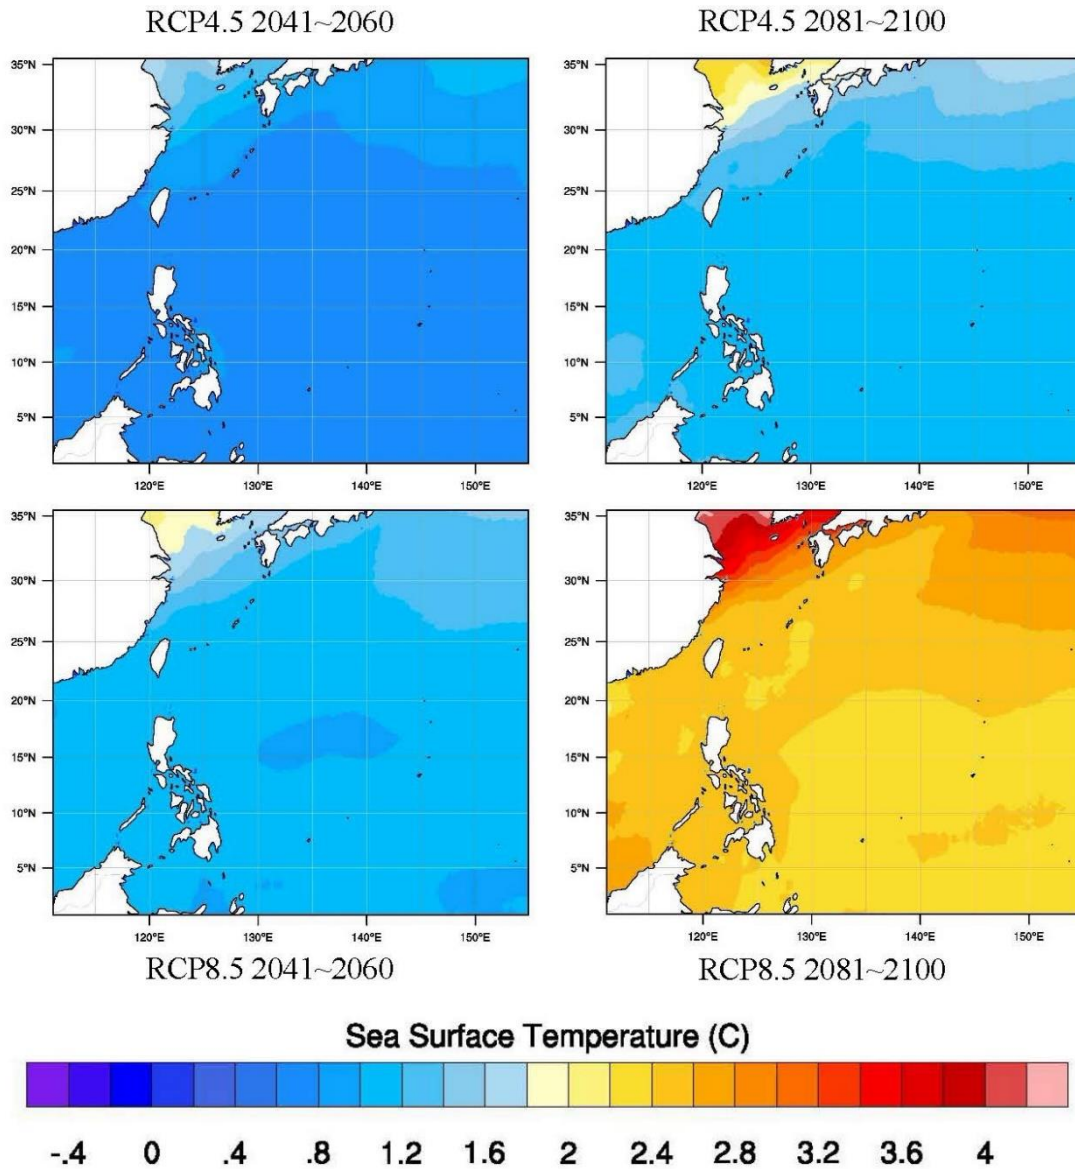 RCP4.5 2041~2060 RCP4.5 2081~2100
35°N 35°N
30°N 30°N
25°N 25°N
20°N 20°N
15°N 15°N
10°N 10°N
5°N 5°N
120°E 130°E 140°E 150°E 120°E 130°E 140°E 150°E
35°N 35°N
30°N 30°N
25°N 25°N
20°N 20°N
15°N 15°N
10°N 10°N
5°N 5°N
120°E 130°E 140°E 150°E 120°E 130°E 140°E 150°E
RCP8.5 2041~2060 RCP8.5 2081~2100
Sea Surface Temperature (C)
-.4 0 .4 .8 1.2 1.6 2 2.4 2.8 3.2 3.6 4